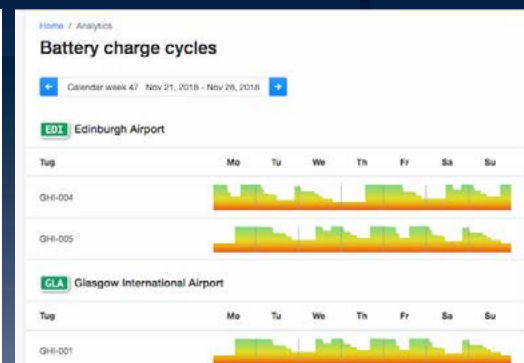 Home / Analytics
Battery charge cycles
Calendar week 47 Nov 21, 2018 - Nov 28, 2018
EDI Edinburgh Airport
Tug Mo Tu We Th Fr Sa Su
GHI-004
GHI-005
GLA Glasgow International Airport
Tug Mo Tu We Th Fr Sa Su
GHI-001